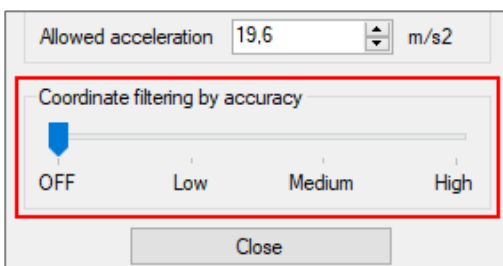 Allowed acceleration 19,6 m/s2
Coordinate filtering by accuracy
OFF Low Medium High
Close